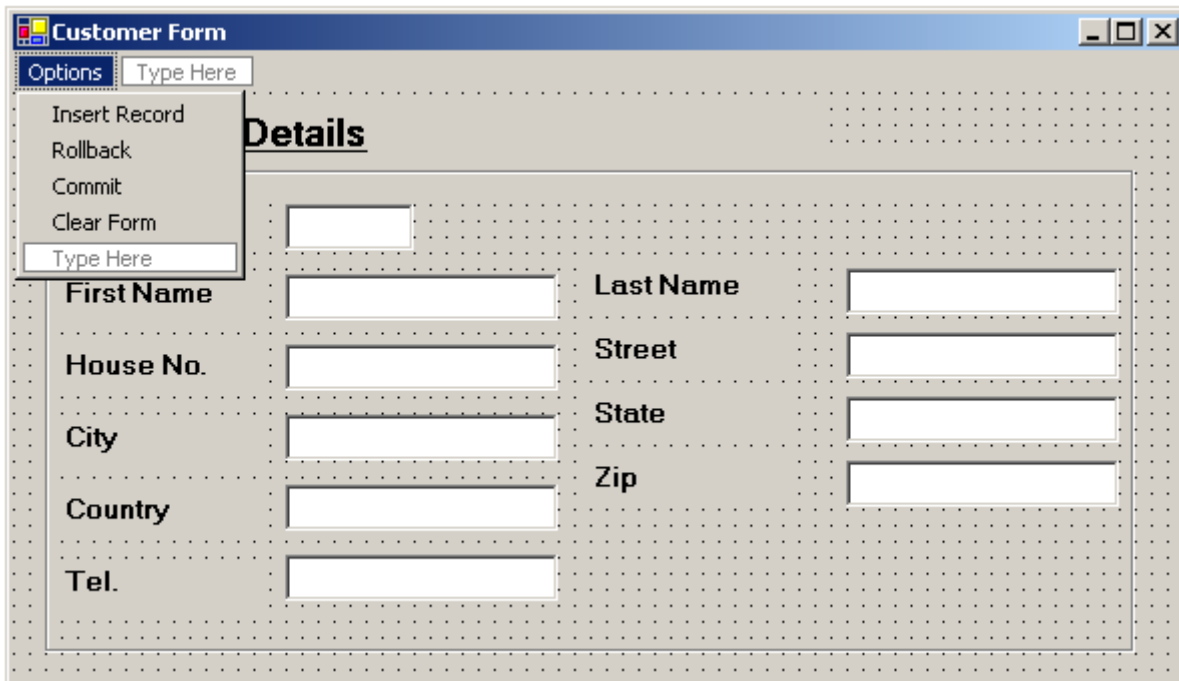 Customer Form
Options Type Here
Insert Record
Rollback
Commit
Clear Form
Type Here
Details
First Name
Last Name
House No.
Street
City
State
Country
Zip
Tel.